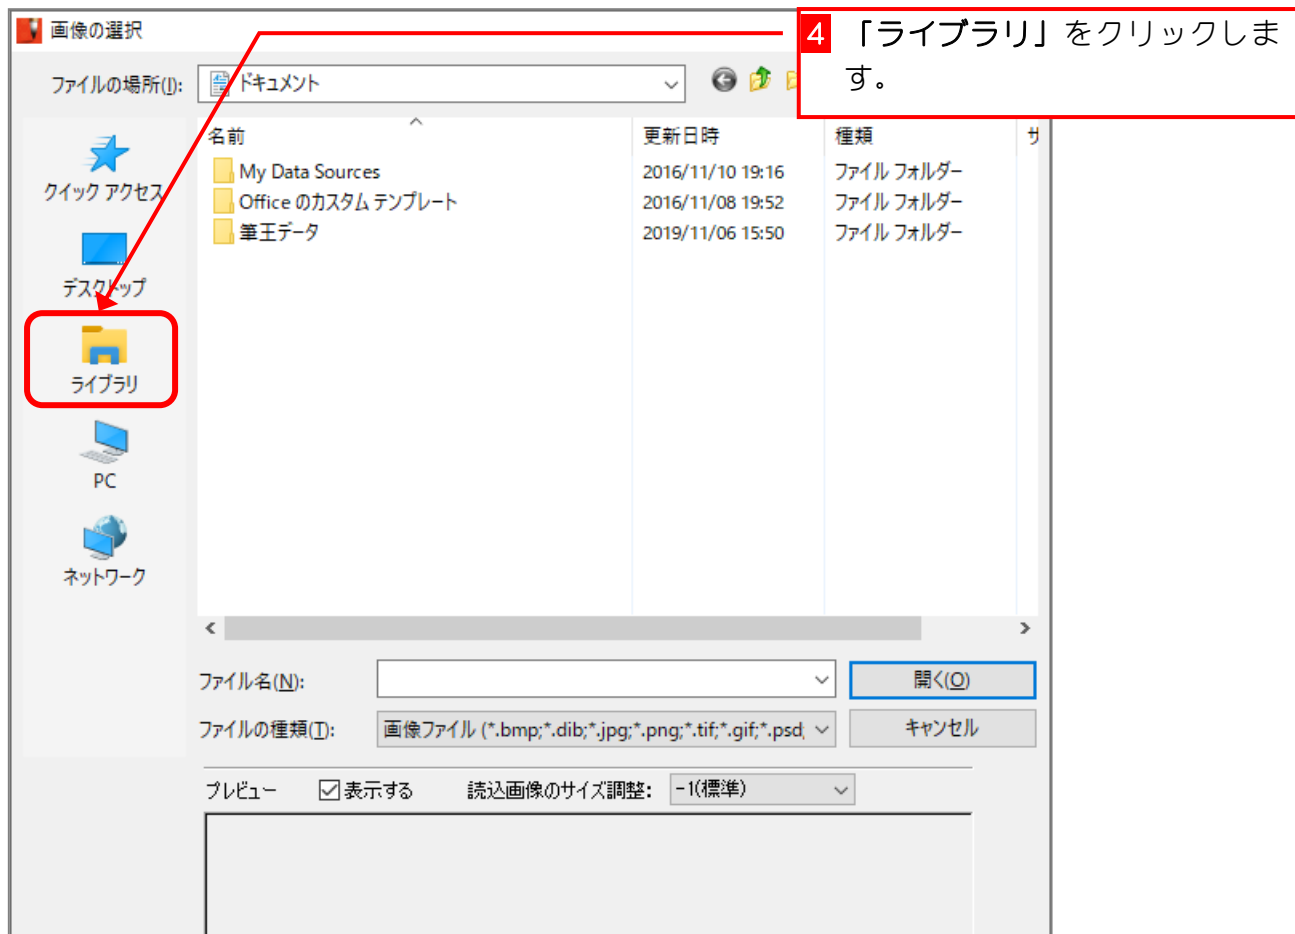 画像の選択
4 「ライブラリ」をクリックしま
す。
ファイルの場所(I): ドキュメント
名前 更新日時 種類 サ
My Data Sources 2016/11/10 19:16 ファイル フォルダー
Office のカスタム テンプレート 2016/11/08 19:52 ファイル フォルダー
筆王データ 2019/11/06 15:50 ファイル フォルダー
クイック アクセス
デスクトップ
ライブラリ
PC
ネットワーク
ファイル名(N): 開く(O)
ファイルの種類(T): 画像ファイル (*.bmp;*.dib;*.jpg;*.png;*.tif;*.gif;*.psd; キャンセル
プレビュー 表示する 読込画像のサイズ調整: -1(標準)